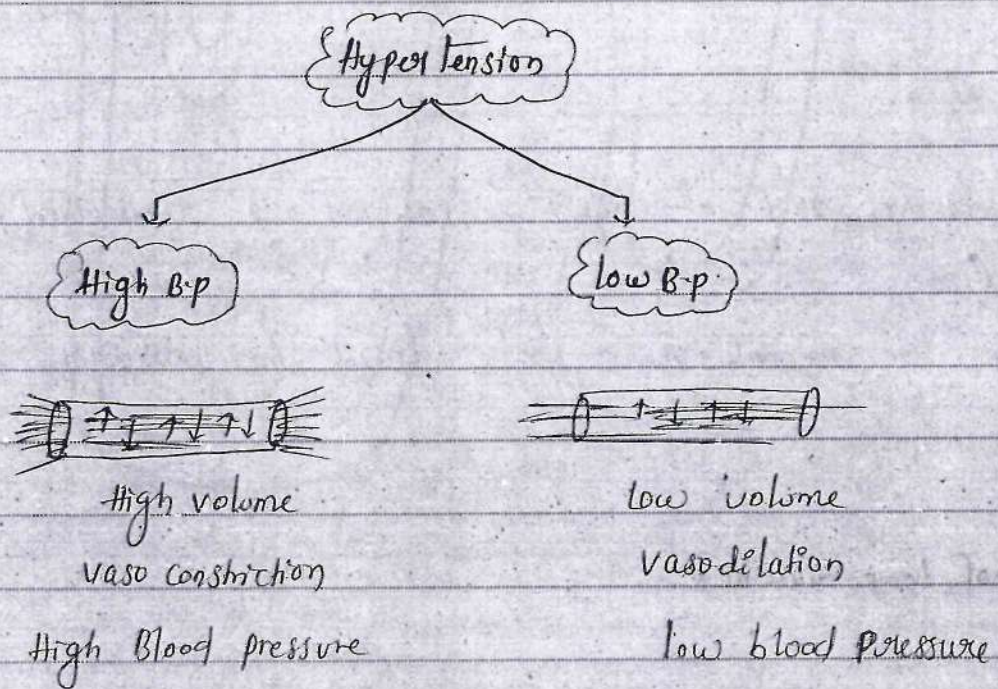 Hyper tension
High B.p
low B.p.
High volume
low volume
vaso constriction
vasodilation
High Blood pressure
low blood pressure